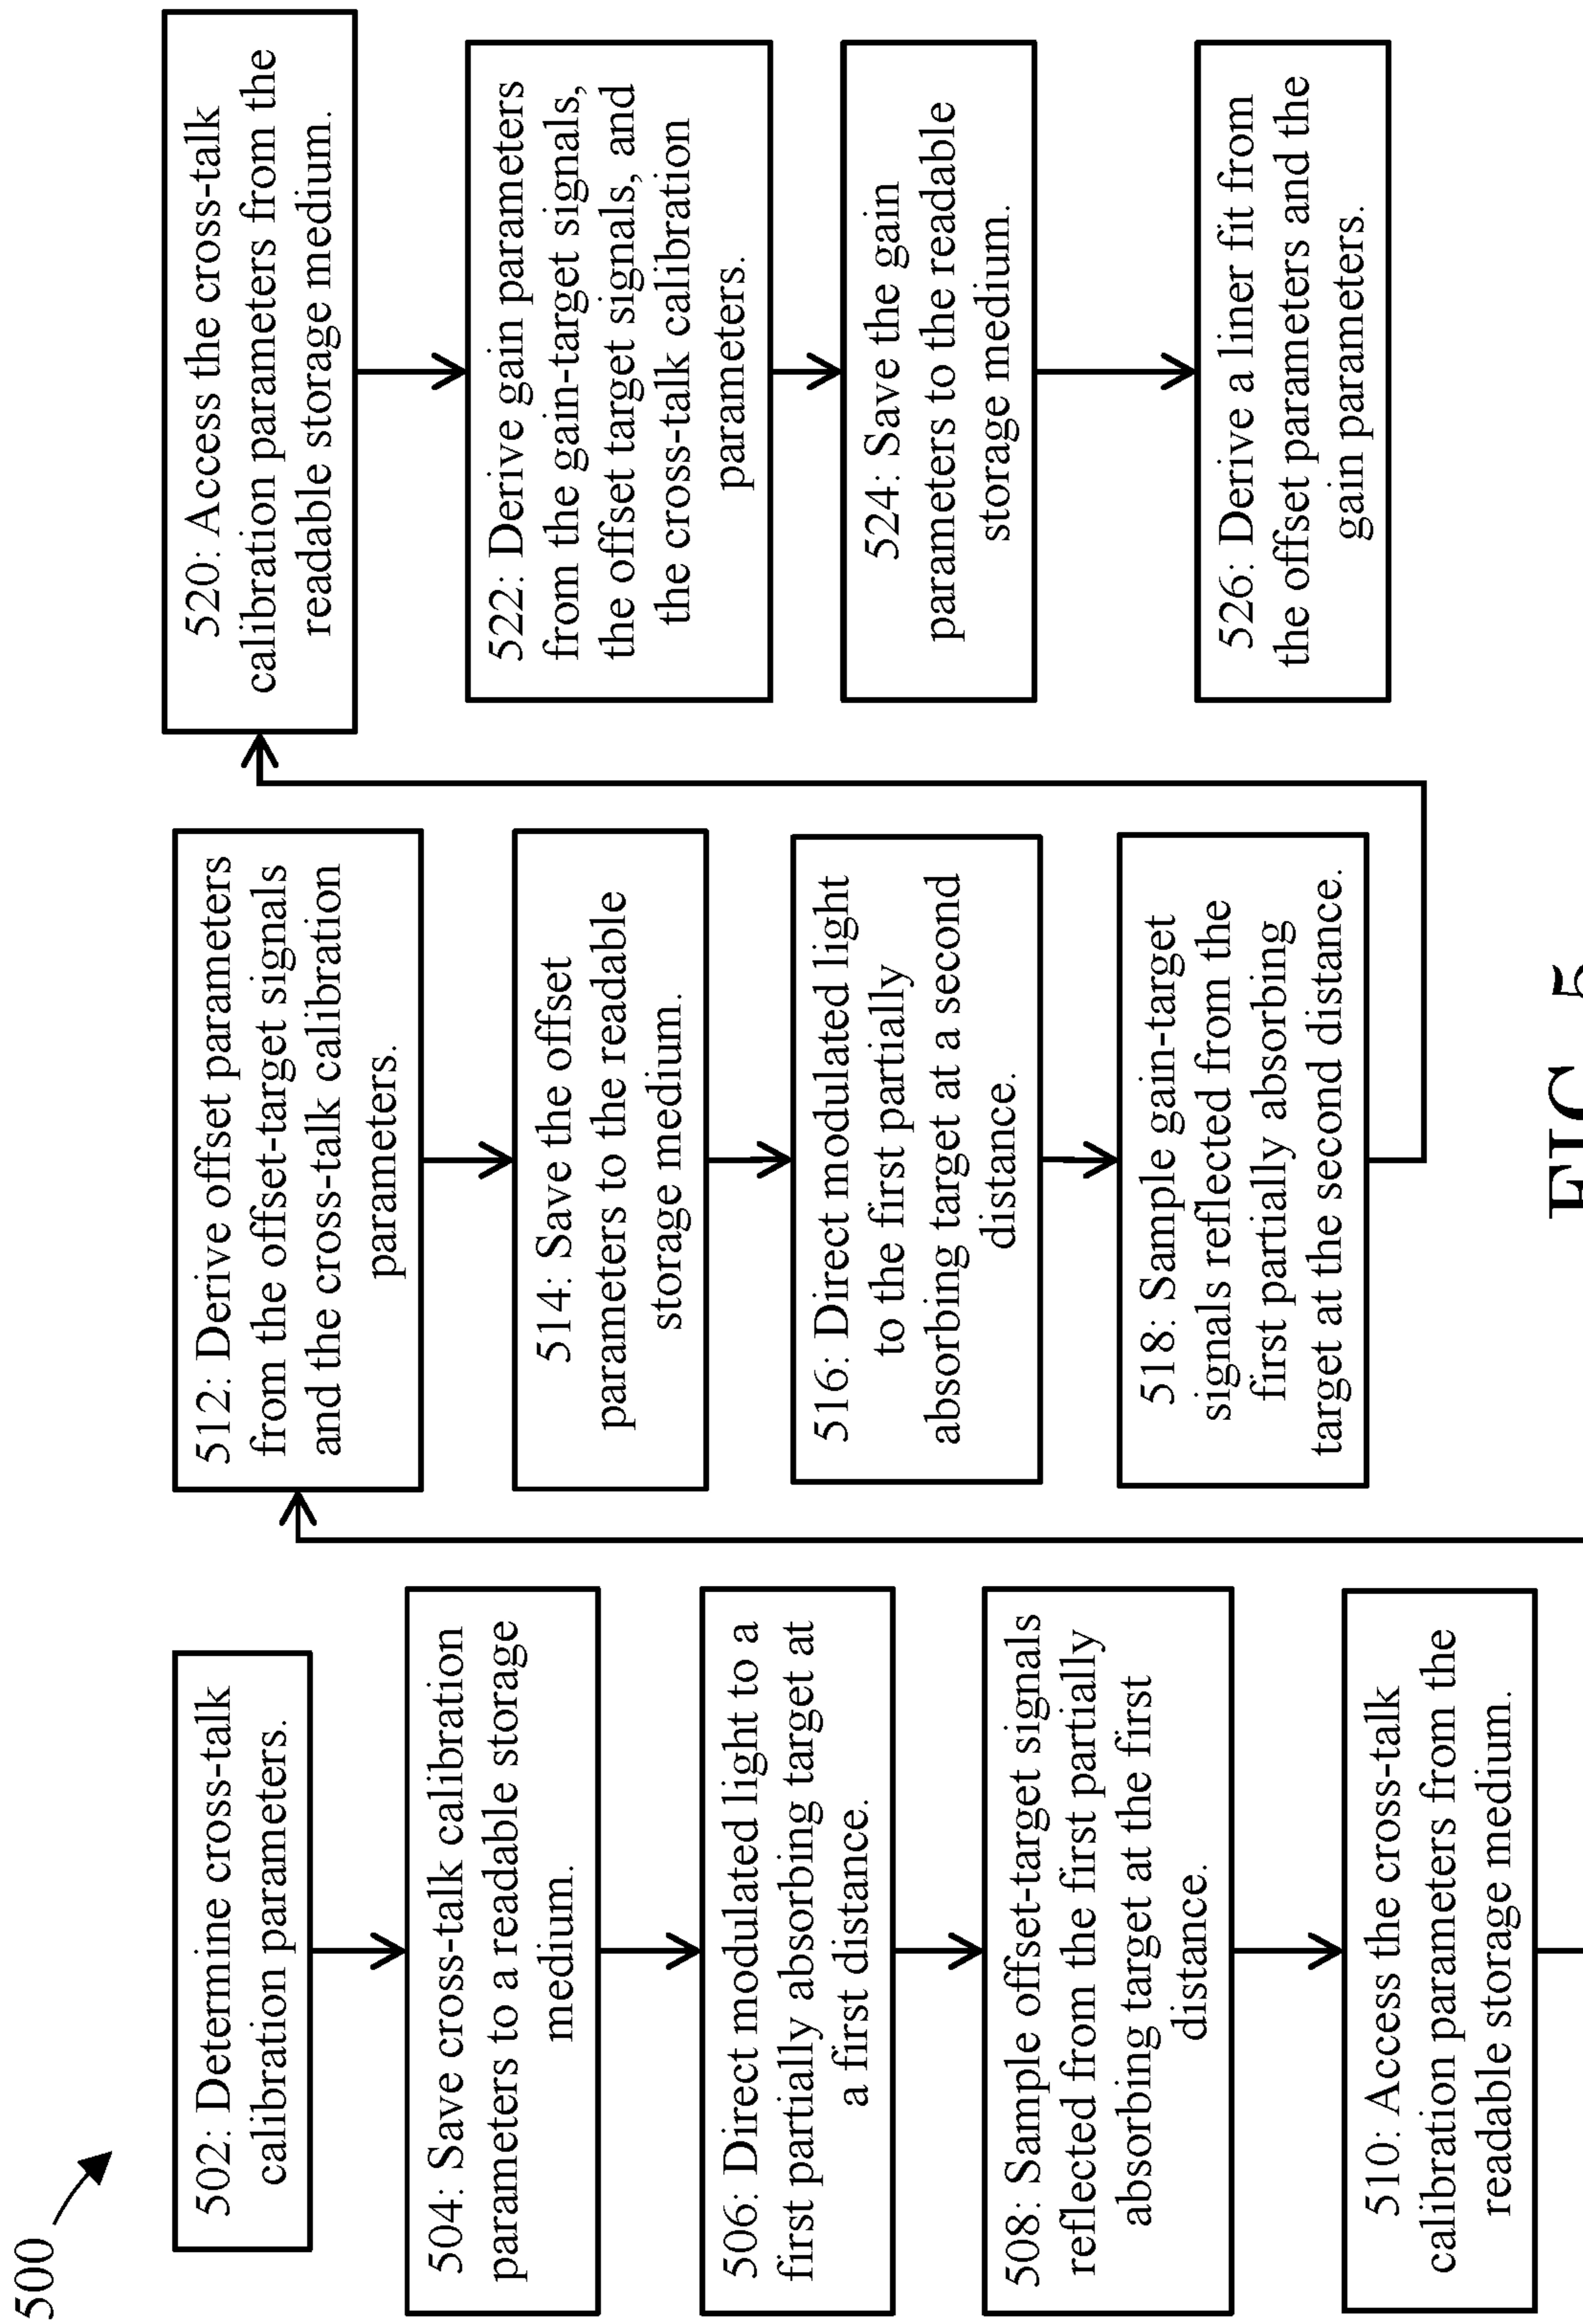 500
502: Determine cross-talk
calibration parameters.
504: Save cross-talk calibration
parameters to a readable storage
medium.
506: Direct modulated light to a
first partially absorbing target at
a first distance.
508: Sample offset-target signals
reflected from the first partially
absorbing target at the first
distance.
510: Access the cross-talk
calibration parameters from the
readable storage medium.
512: Derive offset parameters
from the offset-target signals
and the cross-talk calibration
parameters.
514: Save the offset
parameters to the readable
storage medium.
516: Direct modulated light
to the first partially
absorbing target at a second
distance.
518: Sample gain-target
signals reflected from the
first partially absorbing
target at the second distance.
520: Access the cross-talk
calibration parameters from the
readable storage medium.
522: Derive gain parameters
from the gain-target signals,
the offset target signals, and
the cross-talk calibration
parameters.
524: Save the gain
parameters to the readable
storage medium.
526: Derive a liner fit from
the offset parameters and the
gain parameters.
FIG. 5